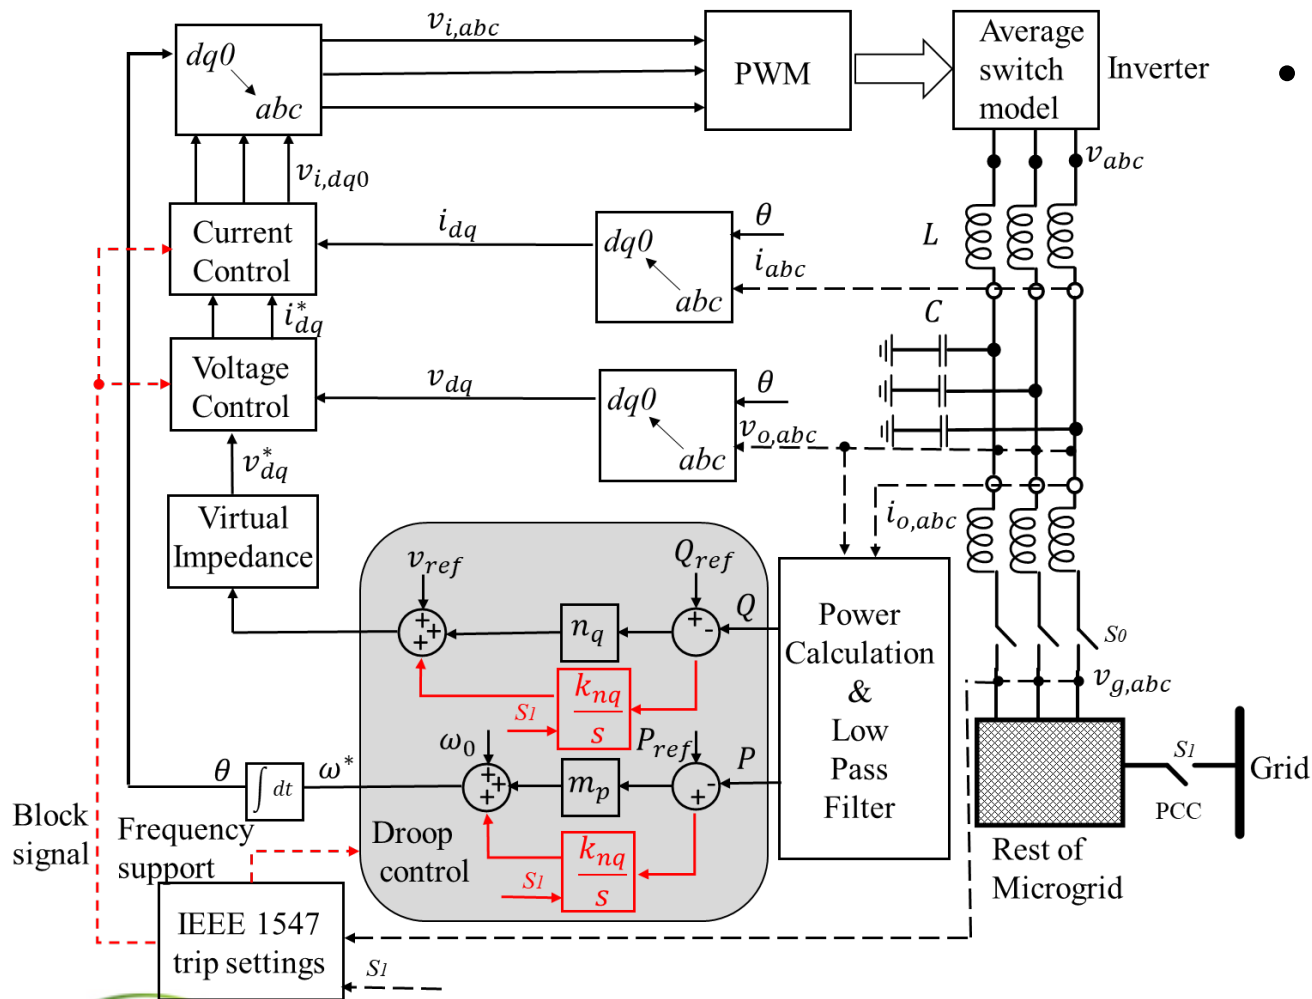 dq0
abc
v_{i,abc}
PWM
Average
switch
model
Inverter
v_{abc}
v_{i,dq0}
Current
Control
i_{dq}
dq0
abc
θ
i_{abc}
L
C
i^*_{dq}
Voltage
Control
v_{dq}
dq0
abc
θ
v_{o,abc}
v^*_{dq}
Virtual
Impedance
i_{o,abc}
v_{ref}
Q_{ref}
+
+
+
n_q
+
-
Q
k_{nq}
s
S1
Power
Calculation
&
Low
Pass
Filter
S0
v_{g,abc}
ω_0
P_{ref}
θ
∫ dt
ω^*
+
+
+
m_p
-
+
P
k_{nq}
s
S1
S1
PCC
Grid
Rest of
Microgrid
Block
signal
Frequency
support
Droop
control
IEEE 1547
trip settings
S1